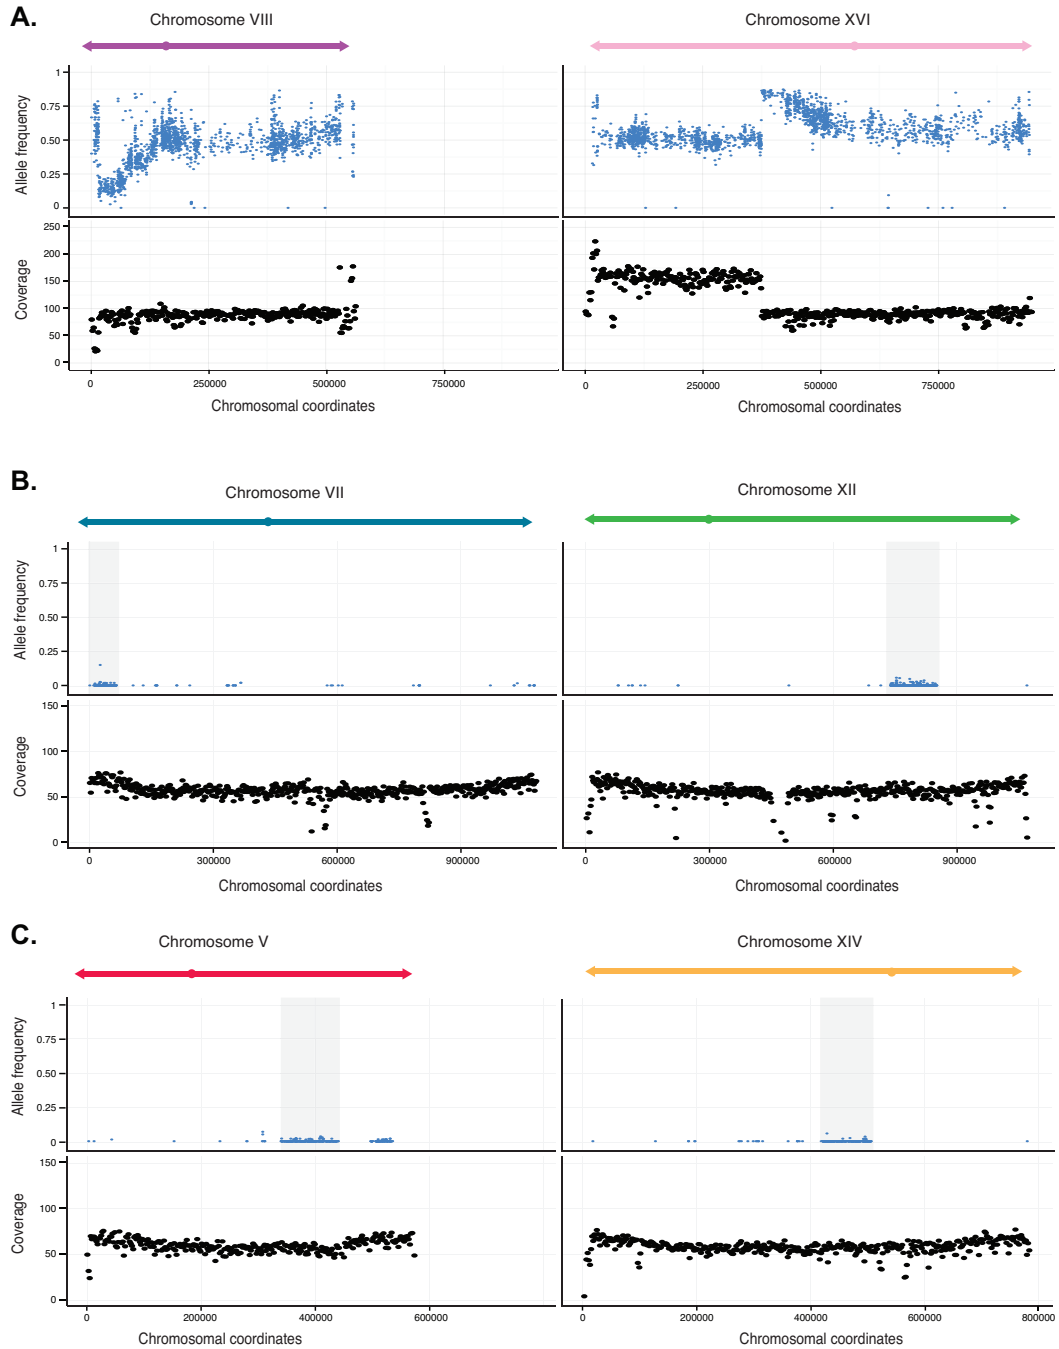 A.
Chromosome VIII
Chromosome XVI
Allele frequency
1
0.75
0.50
0.25
0
Coverage
250
200
150
100
50
0
0 250000 500000 750000
0 250000 500000 750000
Chromosomal coordinates
Chromosomal coordinates
B.
Chromosome VII
Chromosome XII
Allele frequency
1
0.75
0.50
0.25
0
Coverage
150
100
50
0
0 300000 600000 900000
0 300000 600000 900000
Chromosomal coordinates
Chromosomal coordinates
C.
Chromosome V
Chromosome XIV
Allele frequency
1
0.75
0.50
0.25
0
Coverage
150
100
50
0
0 200000 400000 600000
0 200000 400000 600000 800000
Chromosomal coordinates
Chromosomal coordinates